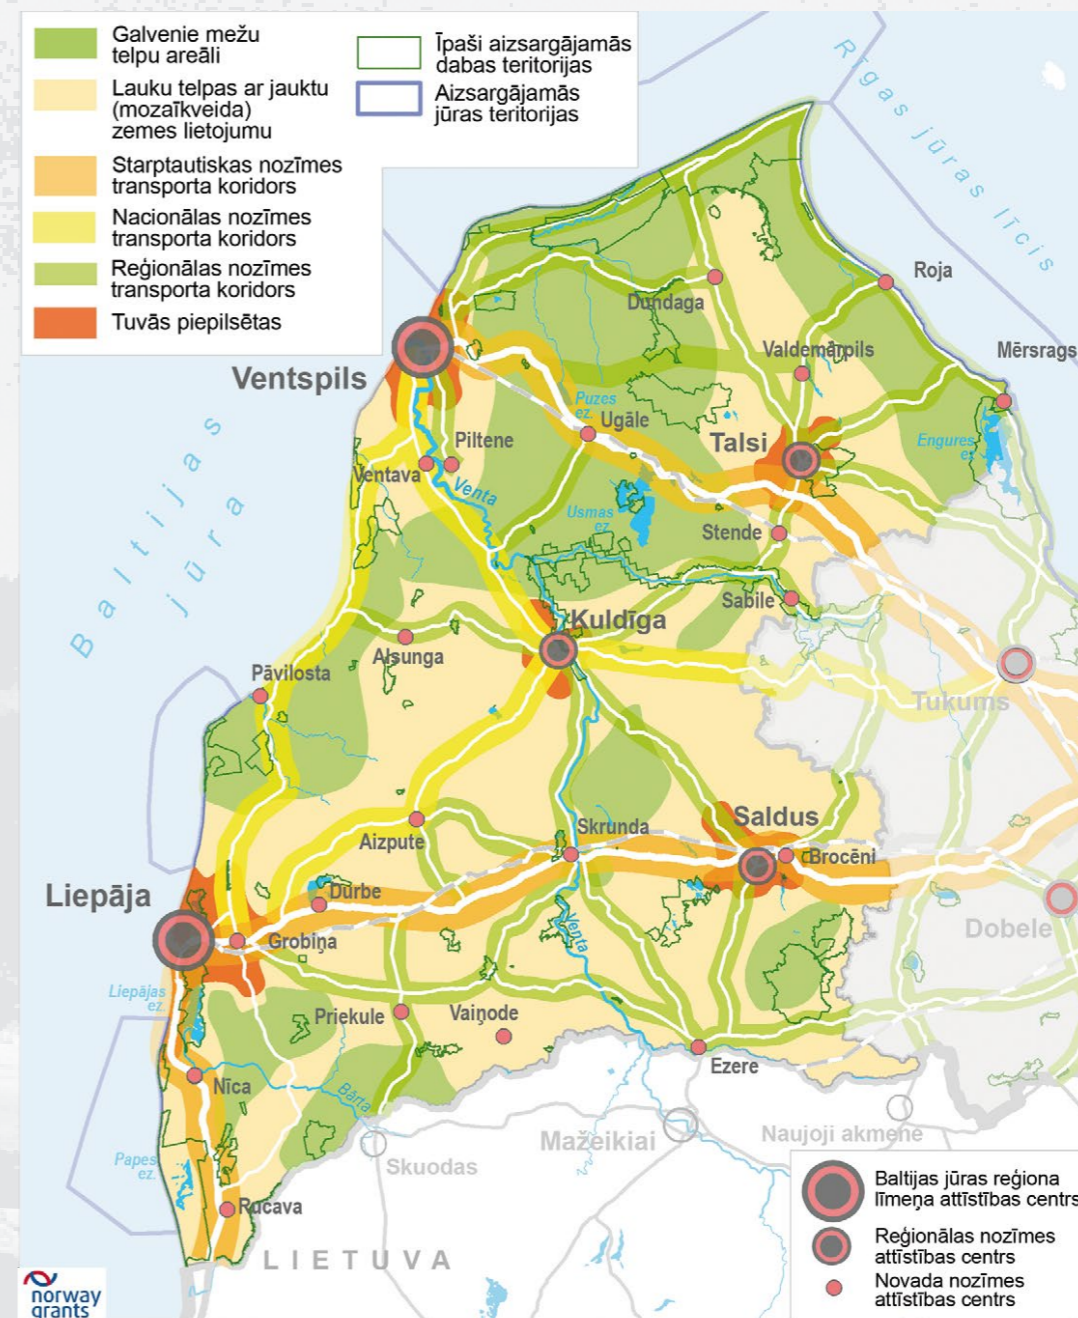 Galvenie mežu
telpu areāli
Lauku telpas ar jauktu
(mozaīkveida)
zemes lietojumu
Starptautiskas nozīmes
transporta koridors
Nacionālas nozīmes
transporta koridors
Reģionālas nozīmes
transporta koridors
Tuvās piepilsētas
Īpaši aizsargājamās
dabas teritorijas
Aizsargājamās
jūras teritorijas
Rīgas jūras līcis
Roja
Dundaga
Mērsrags
Valdemārpils
Ventspils
Puzes
ez.
Ugāle
Talsi
Engures
ez.
Piltene
Ventava
Venta
Usmas
ez.
Stende
Baltijas
jūra
Sabile
Kuldīga
Alsunga
Pāvilosta
Tukums
Saldus
Skrunda
Aizpute
Brocēni
Liepāja
Durbe
Dobele
Venta
Grobiņa
Liepājas
ez.
Priekule
Vaiņode
Ezere
Nīca
Bārta
Mažeikiai
Naujoji akmene
Skuodas
Papes
ez.
Rucava
LIETUVA
Baltijas jūras reģiona
līmeņa attīstības centrs
Reģionālas nozīmes
attīstības centrs
Novada nozīmes
attīstības centrs
norway
grants